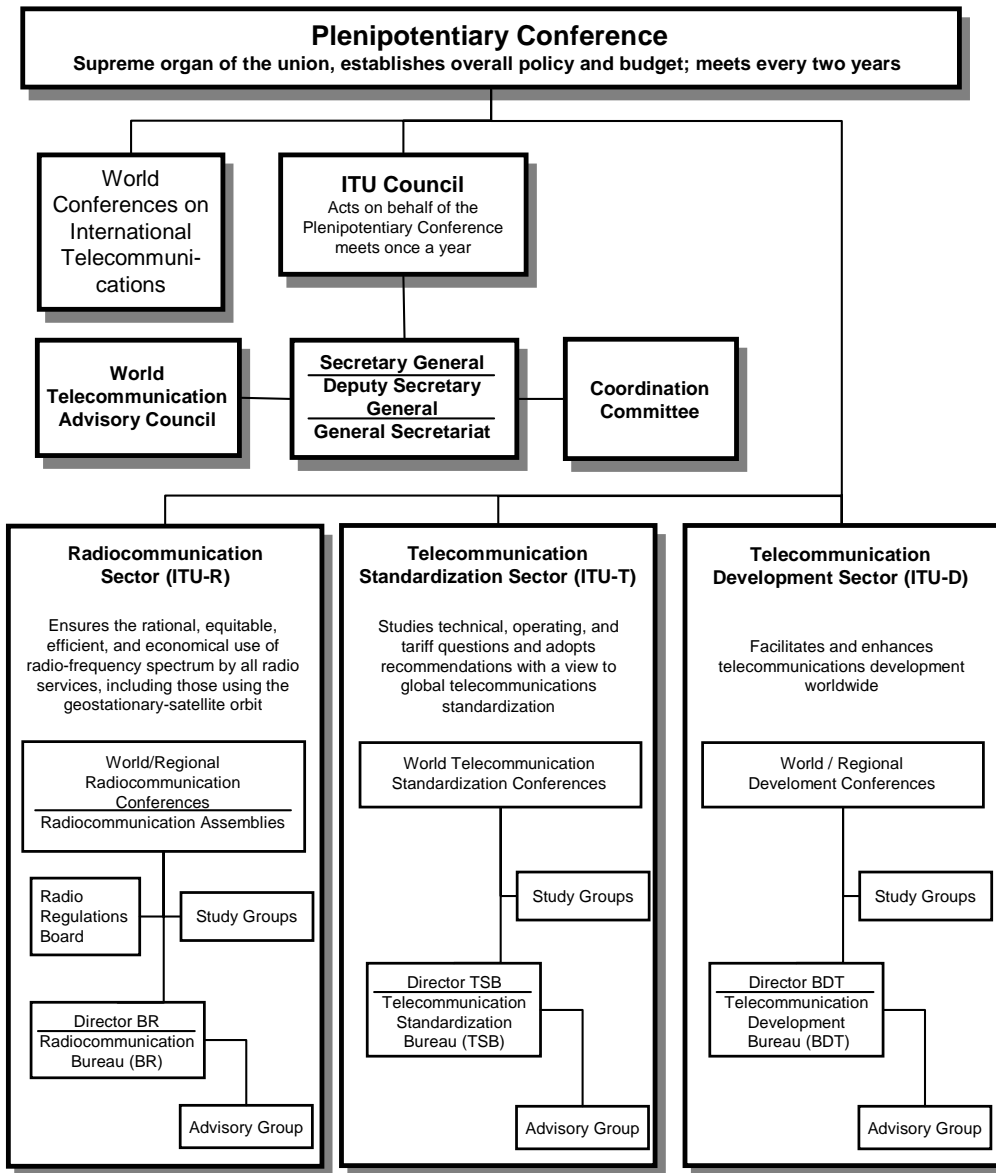 Plenipotentiary Conference
Supreme organ of the union, establishes overall policy and budget; meets every two years
World
Conferences on
International
Telecommuni-
cations
ITU Council
Acts on behalf of the
Plenipotentiary Conference
meets once a year
World
Telecommunication
Advisory Council
Secretary General
Deputy Secretary
General
General Secretariat
Coordination
Committee
Radiocommunication
Sector (ITU-R)
Ensures the rational, equitable,
efficient, and economical use of
radio-frequency spectrum by all radio
services, including those using the
geostationary-satellite orbit
World/Regional
Radiocommunication
Conferences
Radiocommunication Assemblies
Radio
Regulations
Board
Study Groups
Director BR
Radiocommunication
Bureau (BR)
Advisory Group
Telecommunication
Standardization Sector (ITU-T)
Studies technical, operating, and
tariff questions and adopts
recommendations with a view to
global telecommunications
standardization
World Telecommunication
Standardization Conferences
Study Groups
Director TSB
Telecommunication
Standardization
Bureau (TSB)
Advisory Group
Telecommunication
Development Sector (ITU-D)
Facilitates and enhances
telecommunications development
worldwide
World / Regional
Develoment Conferences
Study Groups
Director BDT
Telecommunication
Development
Bureau (BDT)
Advisory Group